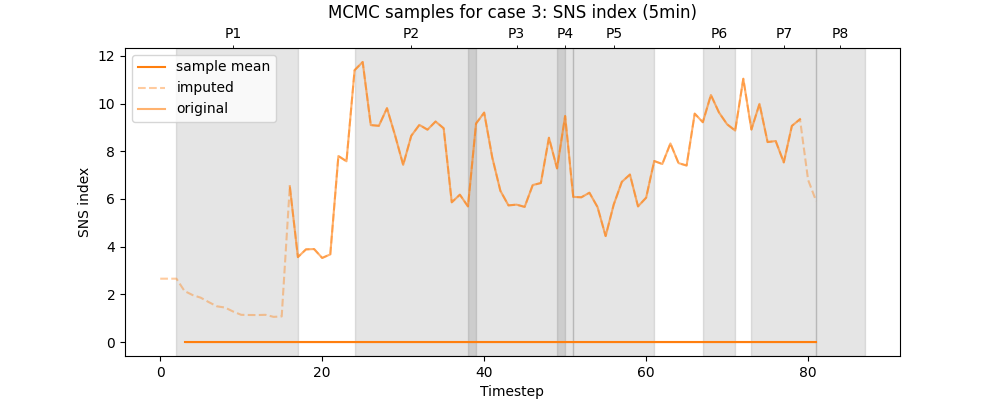 MCMC samples for case 3: SNS index (5min)
P1 P2 P3 P4 P5 P6 P7 P8
sample mean
imputed
original
12
10
8
6
4
2
0
SNS index
0 20 40 60 80
Timestep